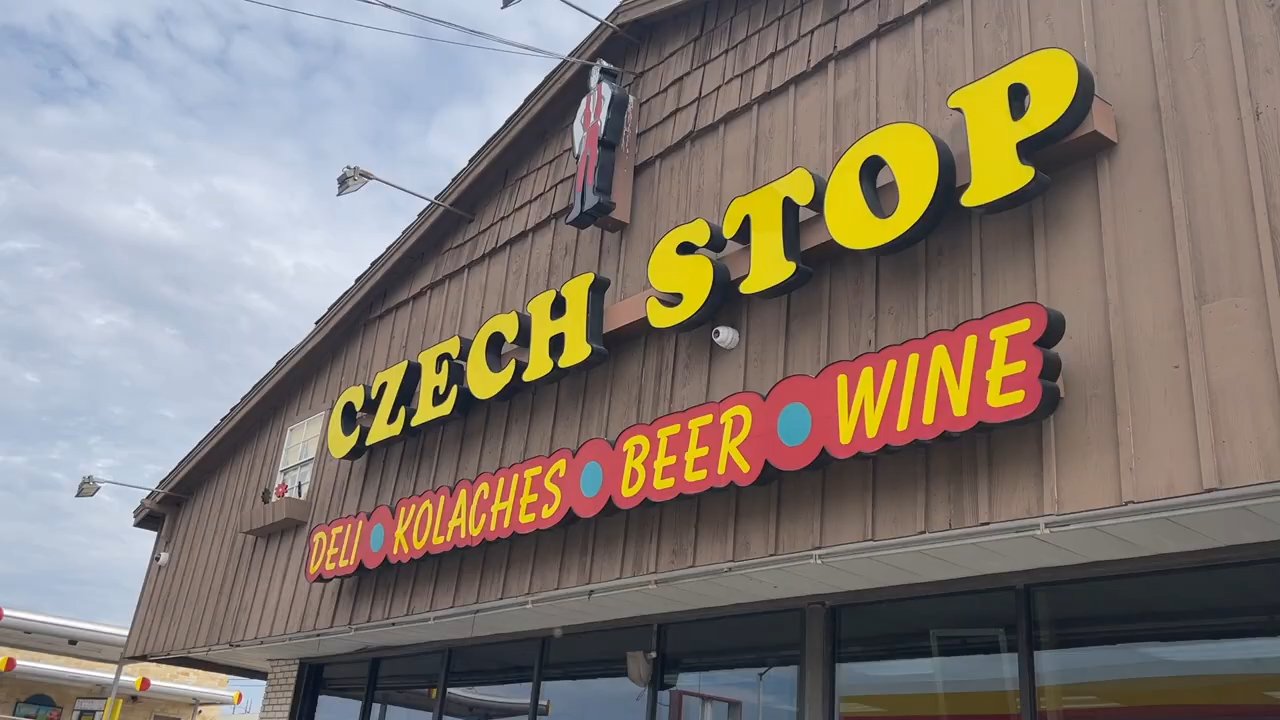 CZECH STOP
DELI • KOLACHES • BEER • WINE